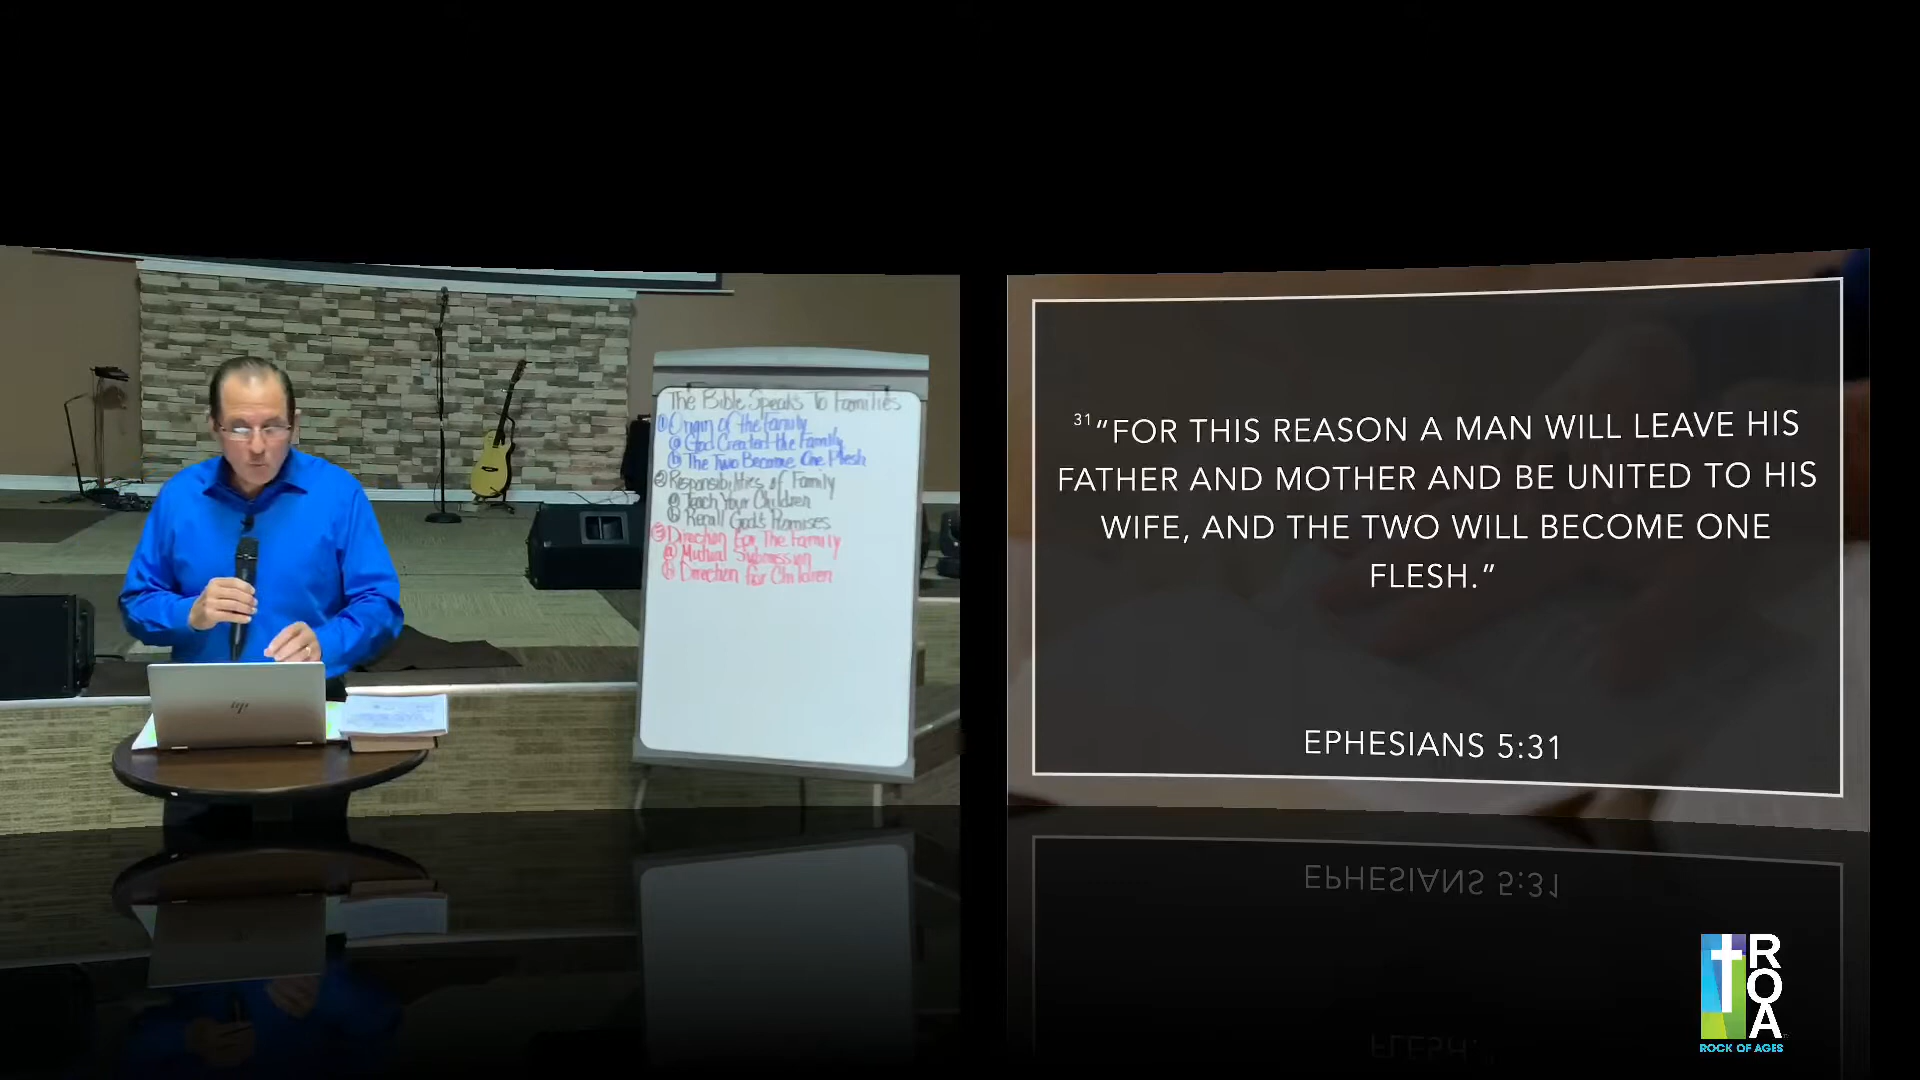 The Bible Speaks To Families
① Origin of the Family
ⓐ God Created the Family
ⓑ The Two Become One Flesh
② Responsibilities of Family
ⓐ Teach Your Children
ⓑ Recall God's Promises
③ Direction For The Family
ⓐ Mutual Submission
ⓑ Direction for Children
hp
31 "FOR THIS REASON A MAN WILL LEAVE HIS
FATHER AND MOTHER AND BE UNITED TO HIS
WIFE, AND THE TWO WILL BECOME ONE
FLESH."
EPHESIANS 5:31
ROA
ROCK OF AGES